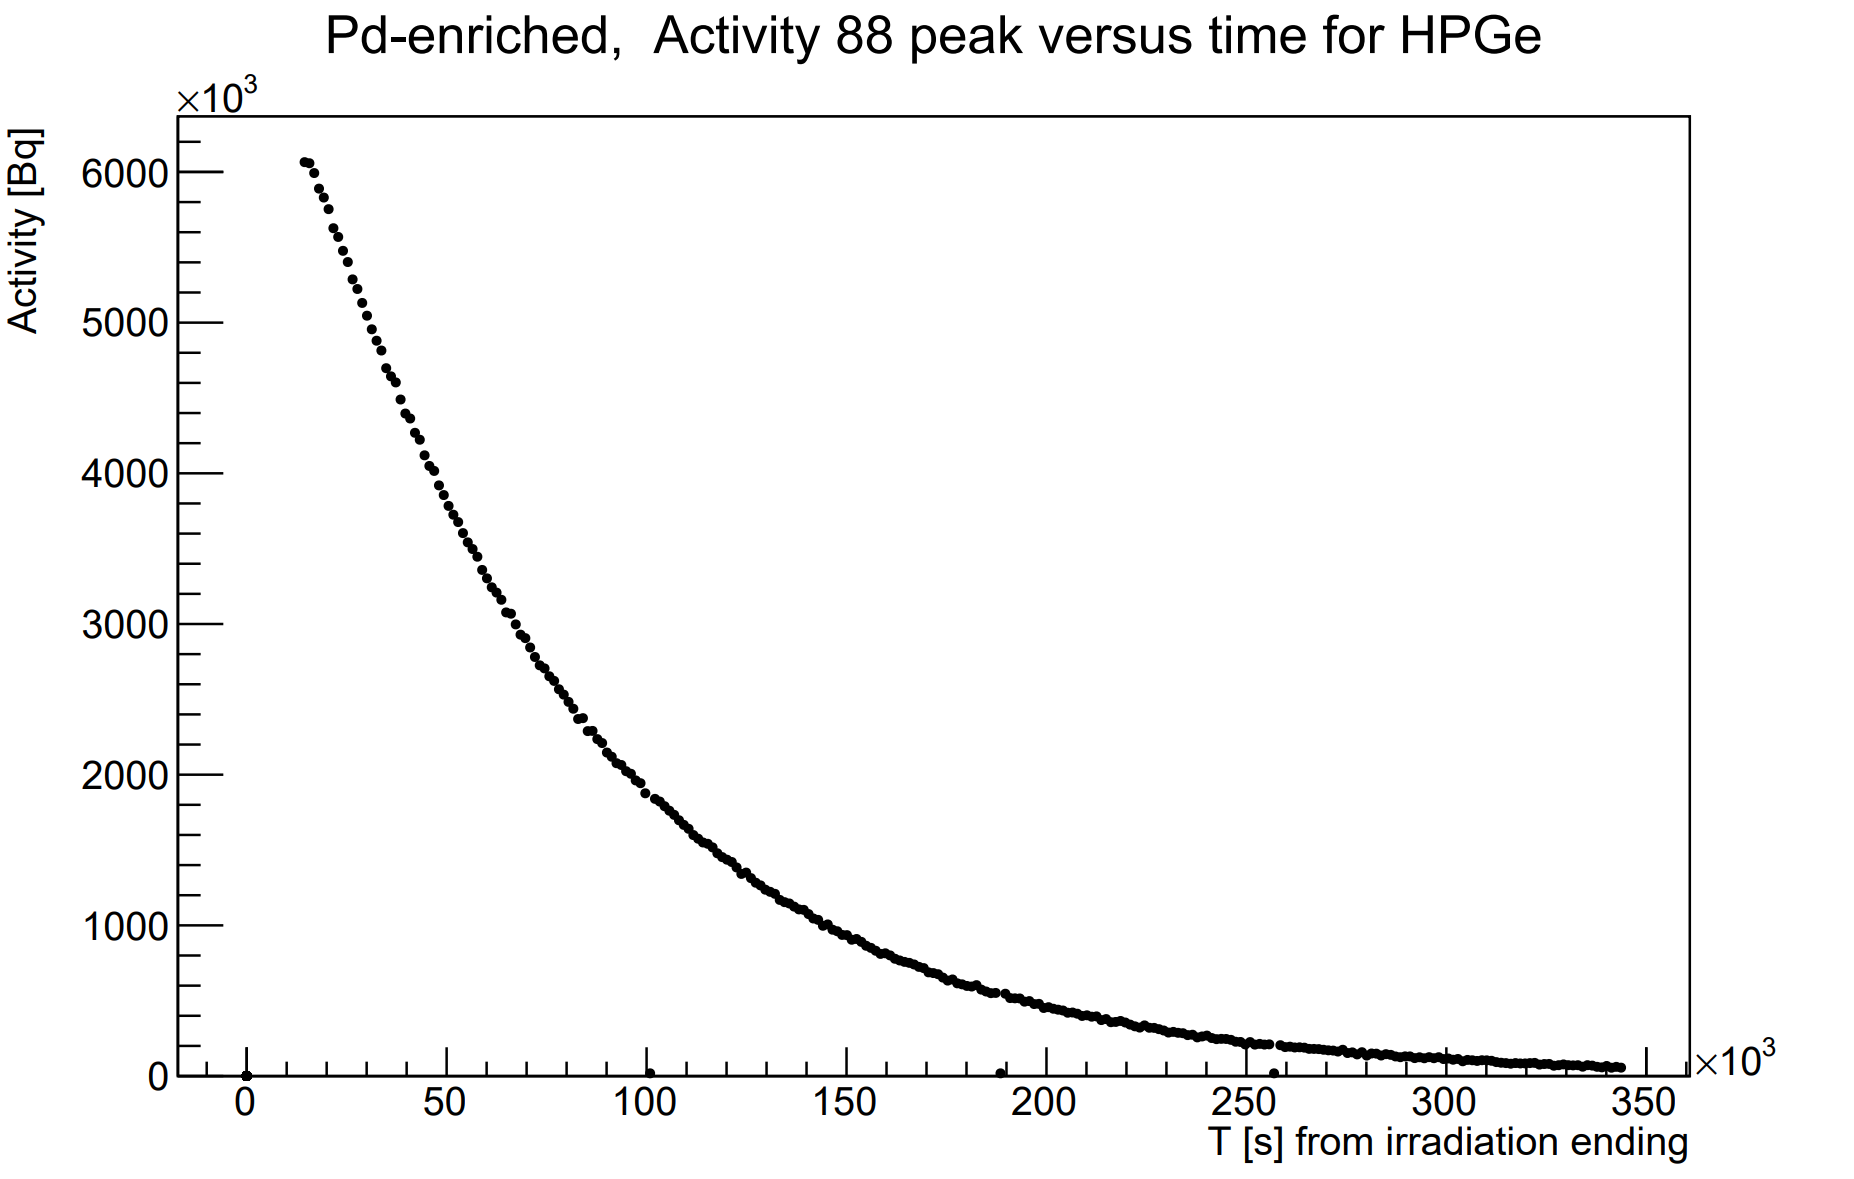 Pd-enriched,  Activity 88 peak versus time for HPGe
×10³
Activity [Bq]
6000
5000
4000
3000
2000
1000
0
0 50 100 150 200 250 300 350
×10³
T [s] from irradiation ending